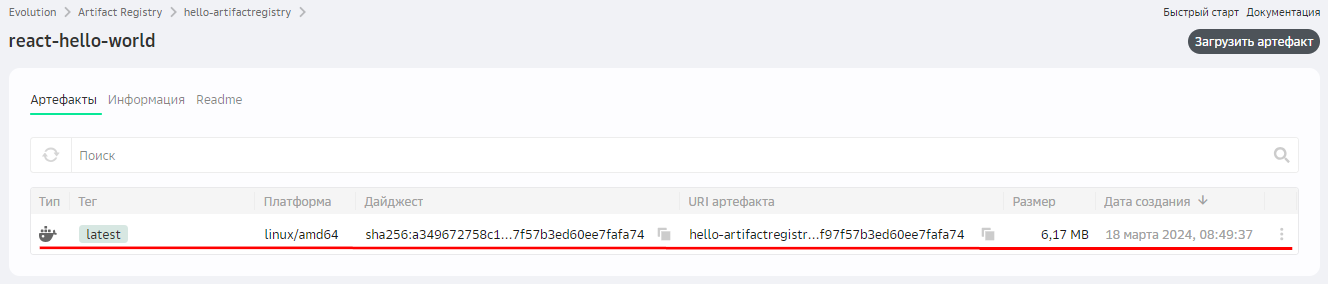 Evolution > Artifact Registry > hello-artifactregistry >
Быстрый старт Документация
react-hello-world
Загрузить артефакт
Артефакты Информация Readme
Поиск
Тип Тег Платформа Дайджест URI артефакта Размер Дата создания ↓
latest linux/amd64 sha256:a349672758c1...7f57b3ed60ee7fafa74 hello-artifactregistr...f97f57b3ed60ee7fafa74 6,17 MB 18 марта 2024, 08:49:37